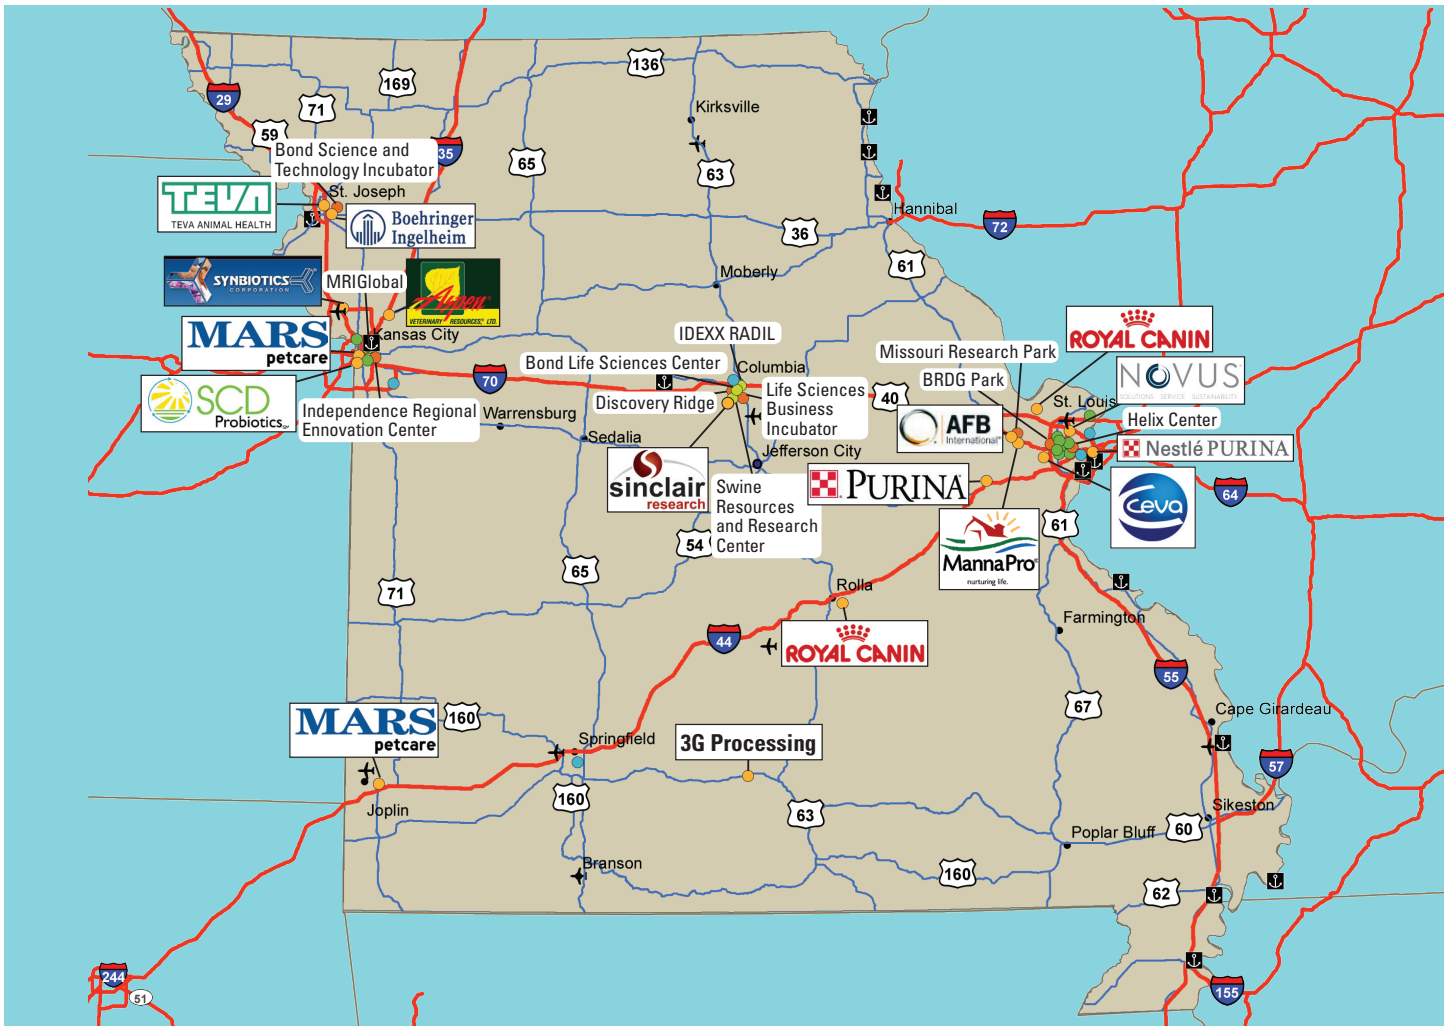 136
169
29
71
Kirksville
59
Bond Science and
Technology Incubator
35
65
63
TEVA
TEVA ANIMAL HEALTH
St. Joseph
Boehringer
Ingelheim
Hannibal
72
36
61
SYNBIOTICS
CORPORATION
MRIGlobal
Aspen
VETERINARY RESOURCES, LTD.
Moberly
MARS
petcare
Kansas City
IDEXX RADIL
ROYAL CANIN
Missouri Research Park
Bond Life Sciences Center
Columbia
BRDG Park
NOVUS
SOLUTIONS SERVICE SUSTAINABILITY
70
SCD
Probiotics
Independence Regional
Ennovation Center
Warrensburg
Discovery Ridge
Life Sciences
Business
Incubator
40
St. Louis
AFB
International
Helix Center
Sedalia
Jefferson City
Nestlé PURINA
sinclair
research
Swine
Resources
and Research
Center
PURINA
64
Ceva
54
61
MannaPro
nurturing life.
65
71
Rolla
ROYAL CANIN
44
Farmington
55
MARS
petcare
160
67
Cape Girardeau
Springfield
3G Processing
57
Joplin
160
63
Sikeston
60
Poplar Bluff
Branson
160
62
244
51
155